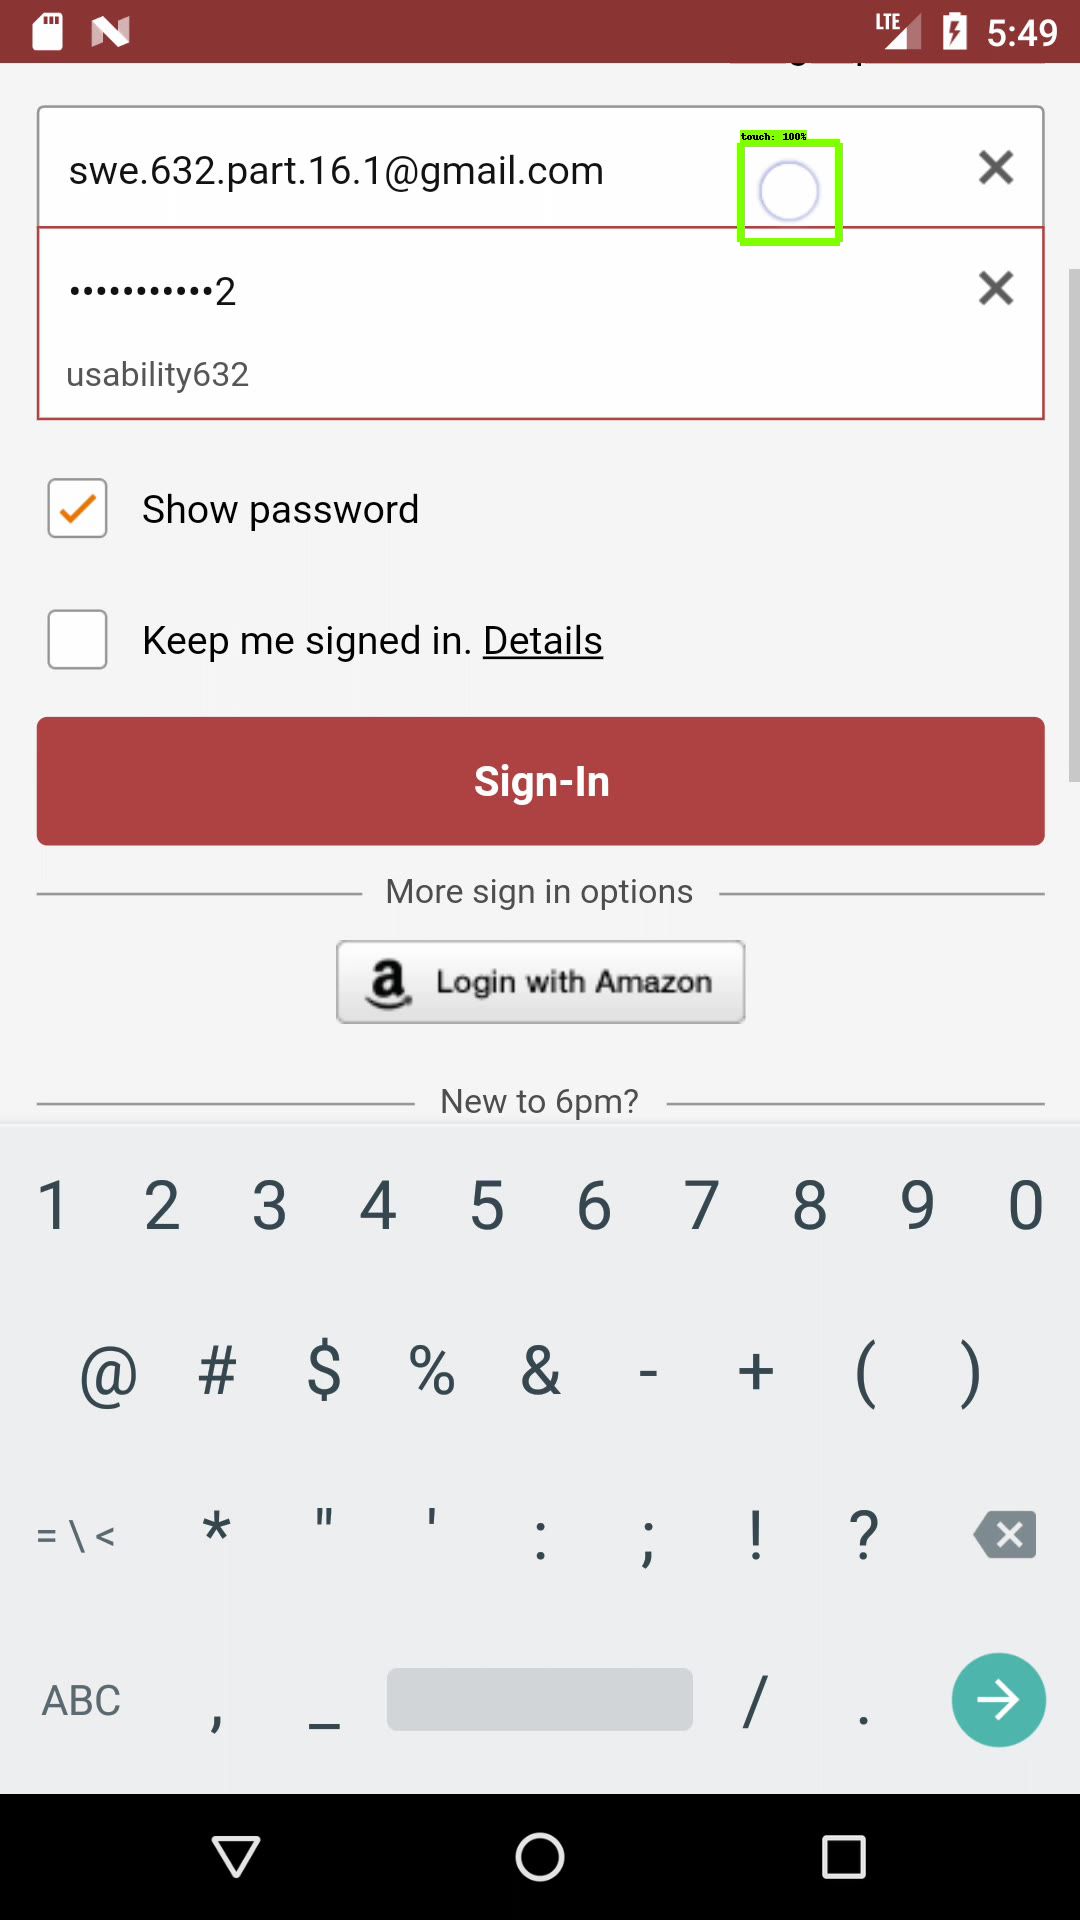 LTE 5:49
touch: 100%
swe.632.part.16.1@gmail.com
•••••••••••2
usability632
Show password
Keep me signed in. Details
Sign-In
More sign in options
a Login with Amazon
New to 6pm?
1 2 3 4 5 6 7 8 9 0
@ # $ % & - + ( )
= \ < * " ' : ; ! ?
ABC , _ / .